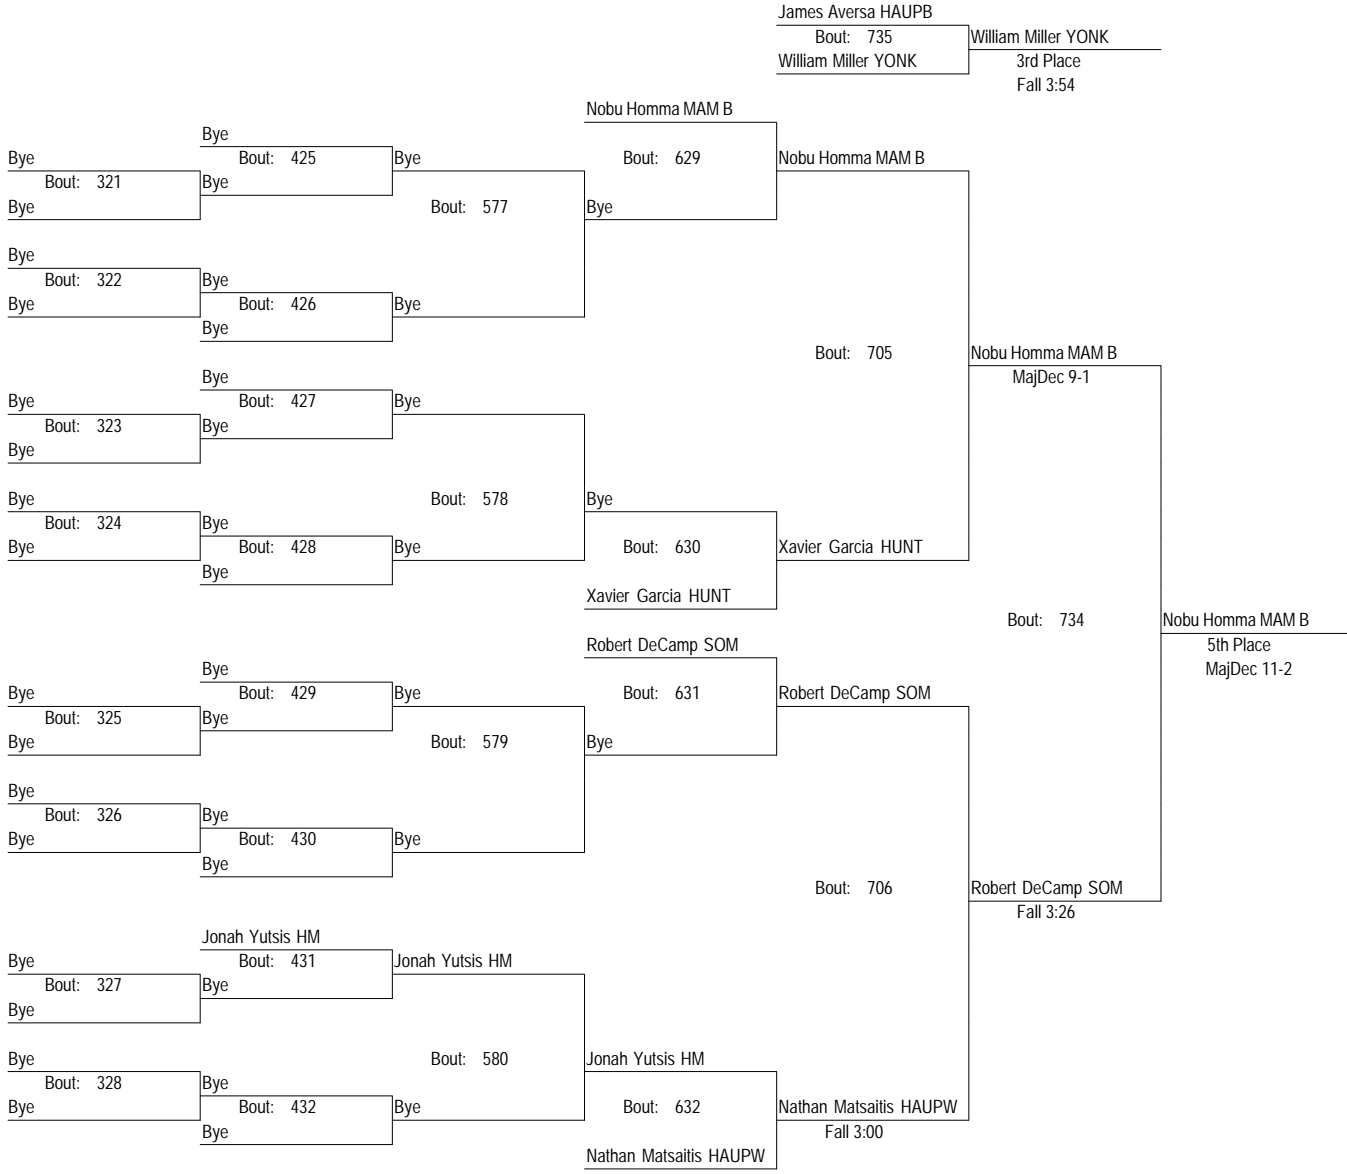 James Aversa HAUPB
Bout: 735
William Miller YONK
William Miller YONK
3rd Place
Fall 3:54
Nobu Homma MAM B
Bye
Bye
Bout: 425
Bye
Bout: 629
Nobu Homma MAM B
Bout: 321
Bye
Bye
Bout: 577
Bye
Bye
Bout: 322
Bye
Bye
Bout: 426
Bye
Bye
Bout: 705
Nobu Homma MAM B
MajDec 9-1
Bye
Bye
Bout: 427
Bye
Bout: 323
Bye
Bye
Bye
Bout: 578
Bye
Bout: 324
Bye
Bye
Bout: 428
Bye
Bout: 630
Xavier Garcia HUNT
Bye
Xavier Garcia HUNT
Bout: 734
Nobu Homma MAM B
5th Place
MajDec 11-2
Robert DeCamp SOM
Bye
Bye
Bout: 429
Bye
Bout: 631
Robert DeCamp SOM
Bout: 325
Bye
Bye
Bout: 579
Bye
Bye
Bout: 326
Bye
Bye
Bout: 430
Bye
Bye
Bout: 706
Robert DeCamp SOM
Fall 3:26
Jonah Yutsis HM
Bye
Bout: 431
Jonah Yutsis HM
Bout: 327
Bye
Bye
Bye
Bout: 580
Jonah Yutsis HM
Bout: 328
Bye
Bye
Bout: 432
Bye
Bout: 632
Nathan Matsaitis HAUPW
Fall 3:00
Bye
Nathan Matsaitis HAUPW